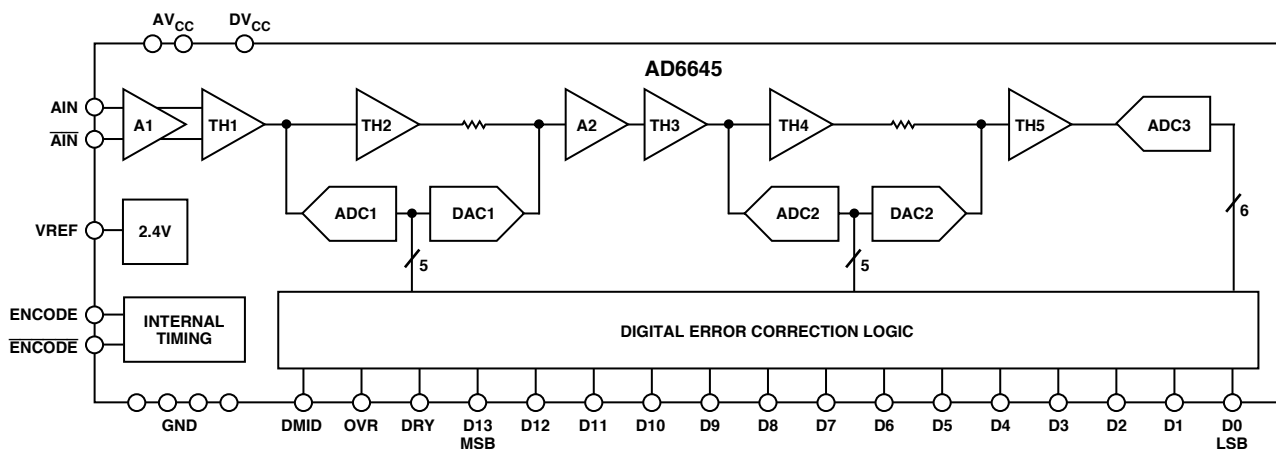 AVCC DVCC
AD6645
AIN
A̅I̅N̅
A1 TH1 TH2 A2 TH3 TH4 TH5 ADC3
ADC1 DAC1 ADC2 DAC2
VREF 2.4V
5 5 6
ENCODE
E̅N̅C̅O̅D̅E̅
INTERNAL
TIMING
DIGITAL ERROR CORRECTION LOGIC
GND DMID OVR DRY D13 D12 D11 D10 D9 D8 D7 D6 D5 D4 D3 D2 D1 D0
MSB LSB